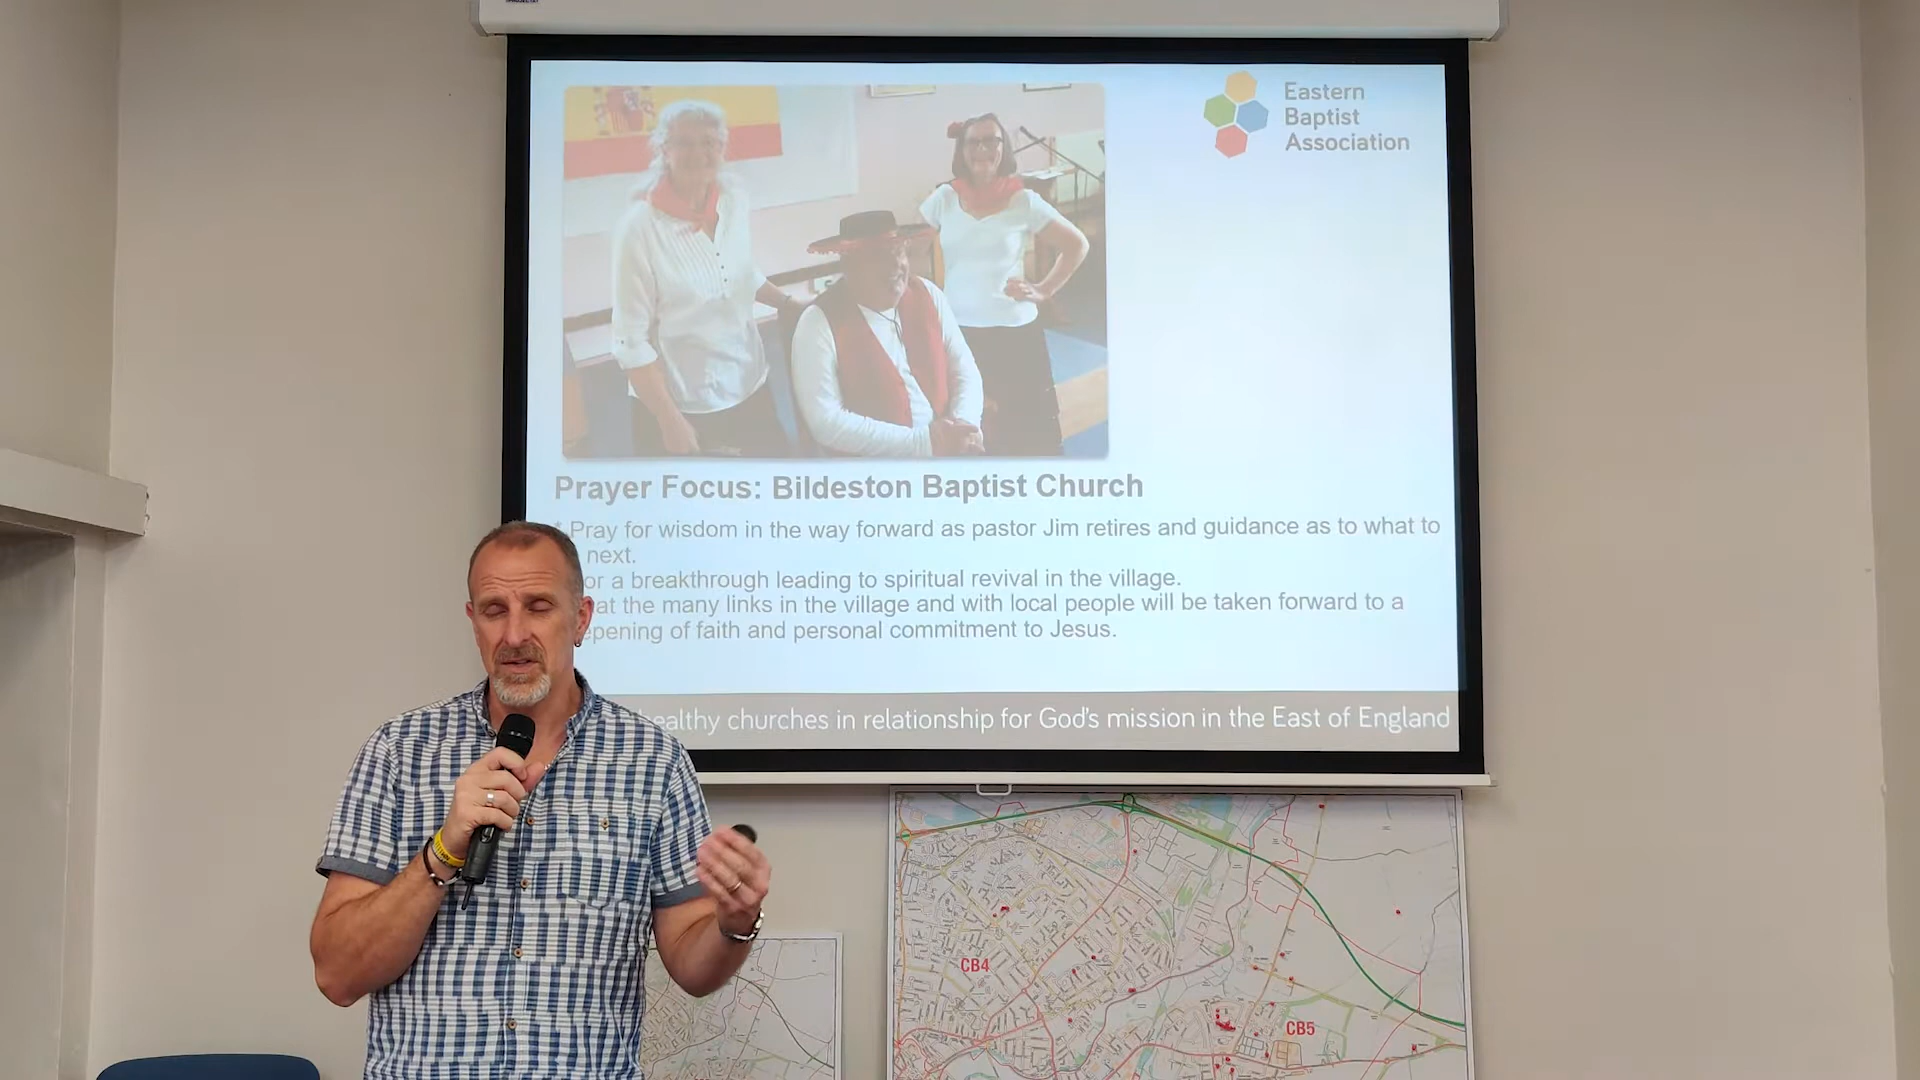 Eastern
Baptist
Association
Prayer Focus: Bildeston Baptist Church
* Pray for wisdom in the way forward as pastor Jim retires and guidance as to what to
next.
or a breakthrough leading to spiritual revival in the village.
at the many links in the village and with local people will be taken forward to a
epening of faith and personal commitment to Jesus.
healthy churches in relationship for God's mission in the East of England
CB4
CB5